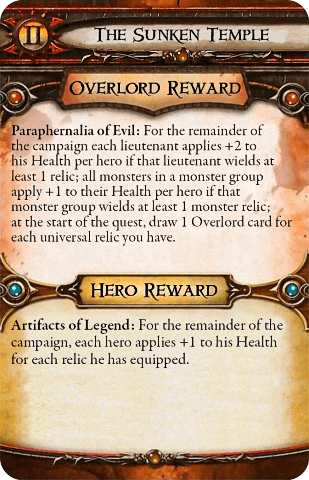 II
The Sunken Temple
Overlord Reward
Paraphernalia of Evil: For the remainder of
the campaign each lieutenant applies +2 to
his Health per hero if that lieutenant wields at
least 1 relic; all monsters in a monster group
apply +1 to their Health per hero if that
monster group wields at least 1 monster relic;
at the start of the quest, draw 1 Overlord card for
each universal relic you have.
Hero Reward
Artifacts of Legend: For the remainder of the
campaign, each hero applies +1 to his Health
for each relic he has equipped.